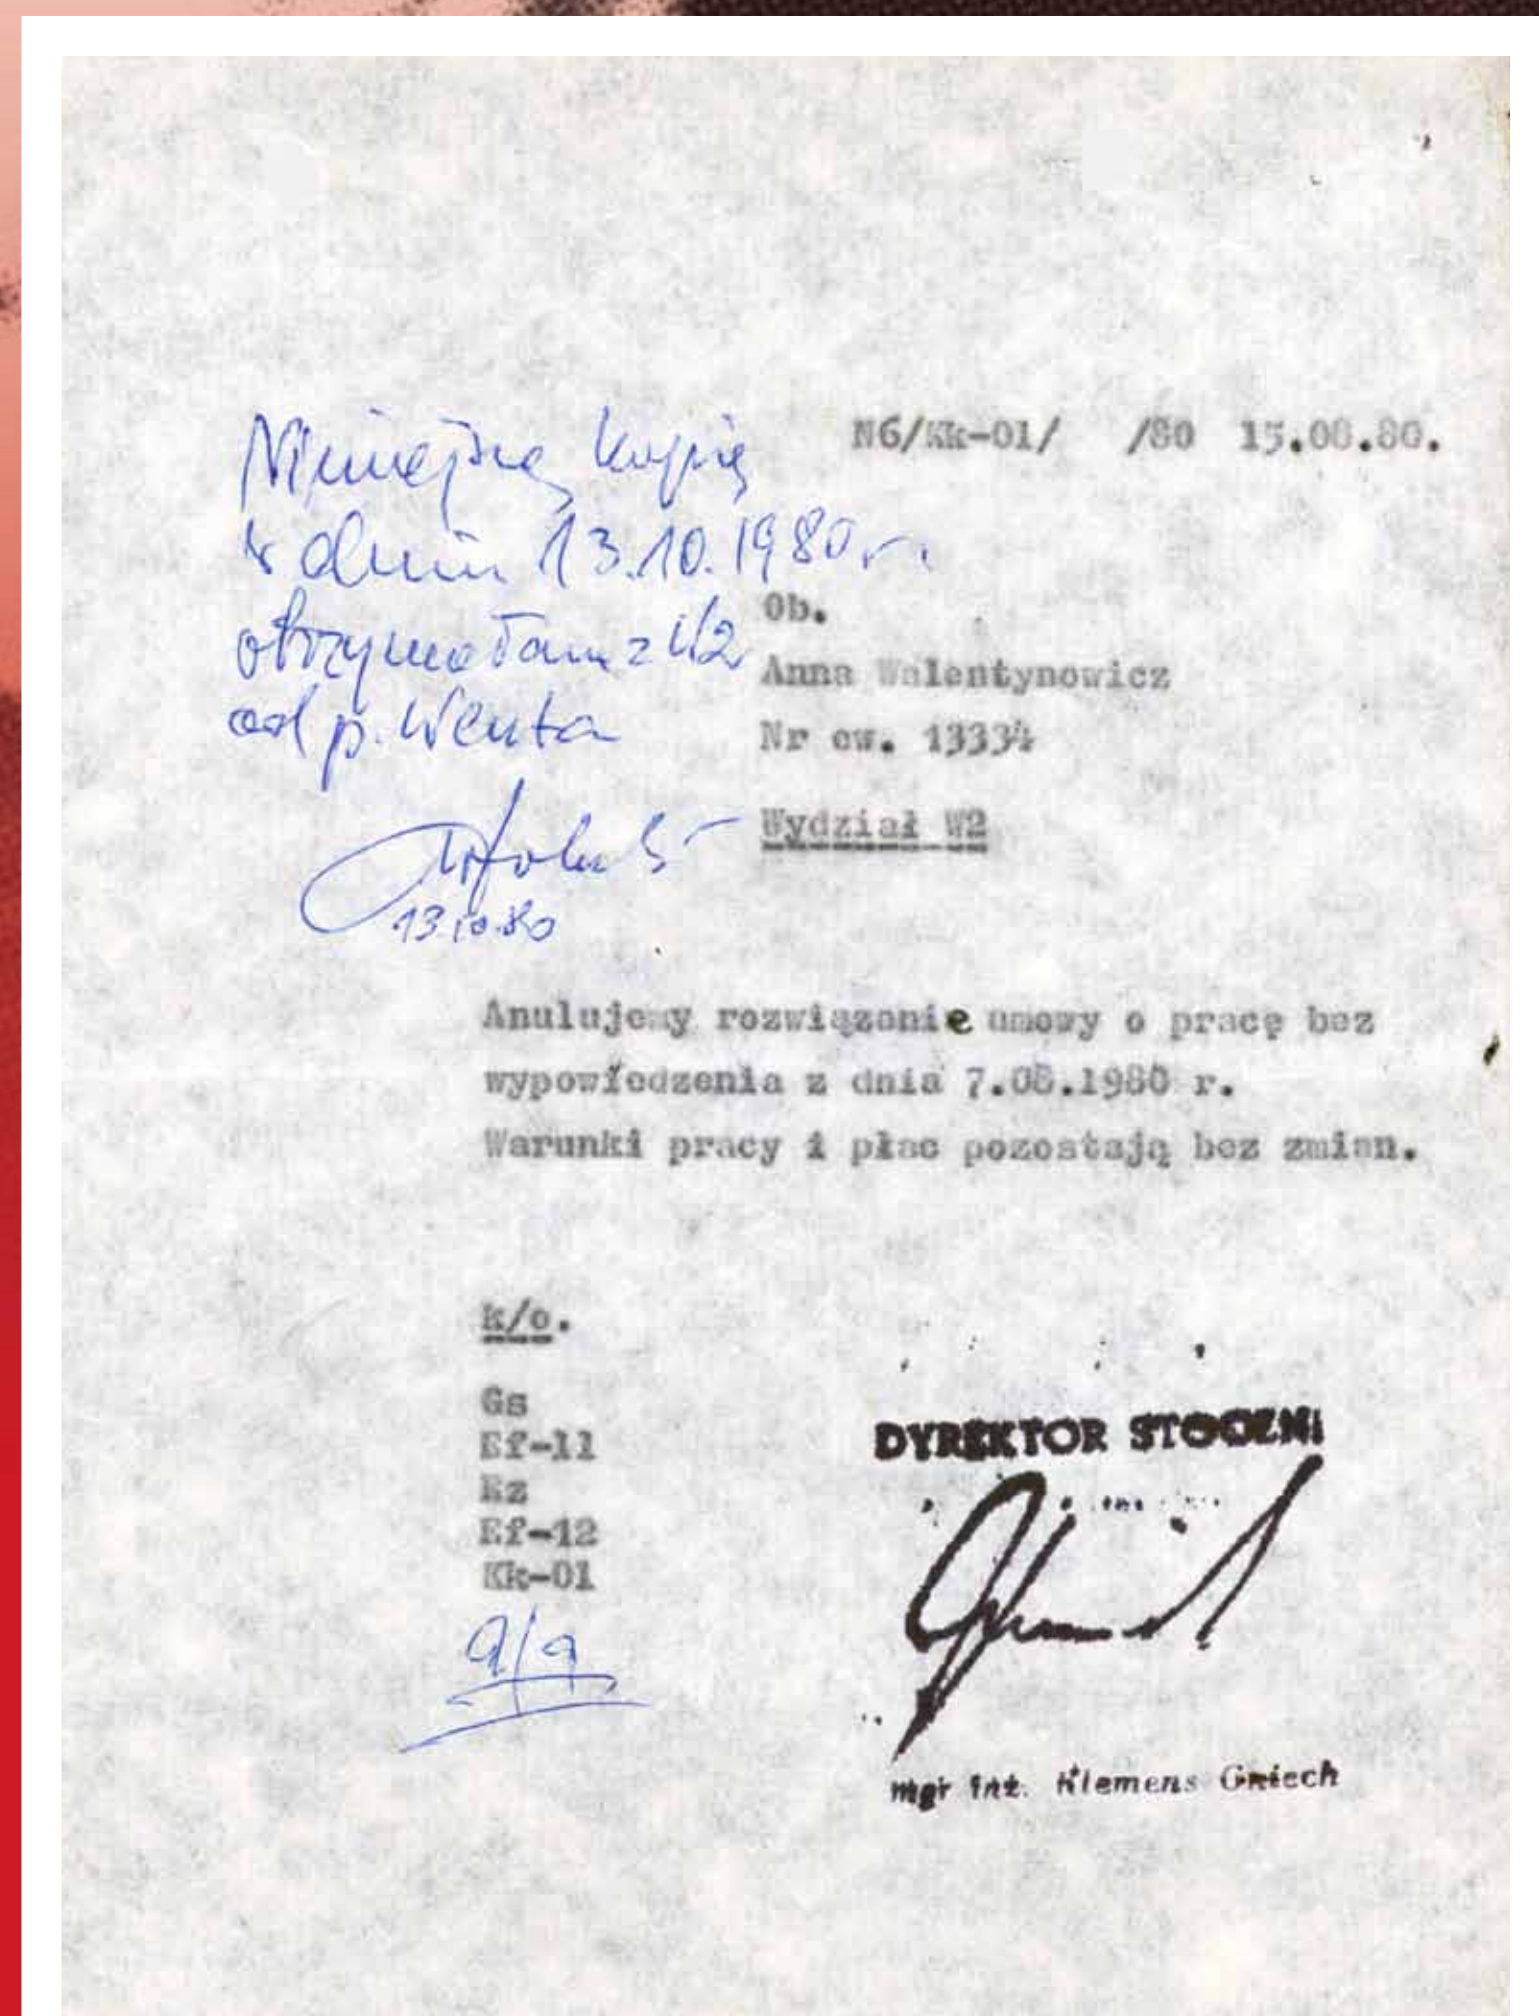 N6/Kk-01/ /80 15.08.80.
Niniejszą kopię
w dniu 13.10.1980 r.
otrzymałam z W2
od p. Wenta
13.10.80
Ob.
Anna Walentynowicz
Nr ew. 13334
Wydział W2
Anulujemy rozwiązanie umowy o pracę bez
wypowiedzenia z dnia 7.08.1980 r.
Warunki pracy i płac pozostają bez zmian.
k/o.
Gs
Ef-11
Ez
Ef-12
Kk-01
a/a
DYREKTOR STOCZNI
mgr inż. Klemens Gniech